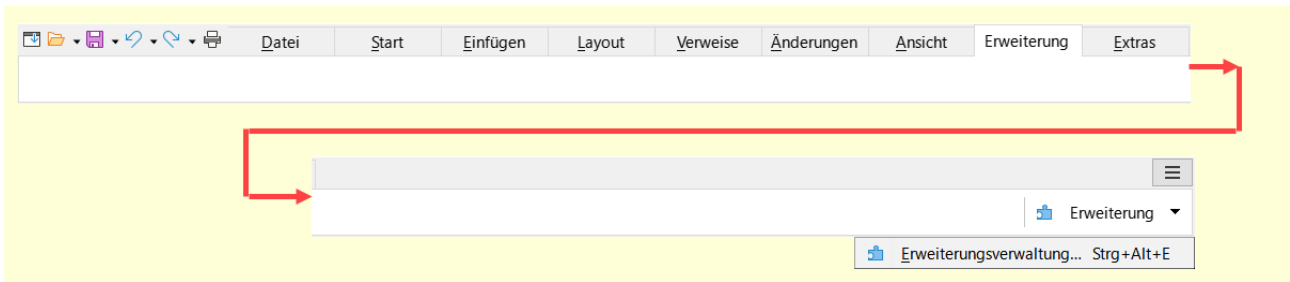 Datei Start Einfügen Layout Verweise Änderungen Ansicht Erweiterung Extras
Erweiterung
Erweiterungsverwaltung... Strg+Alt+E